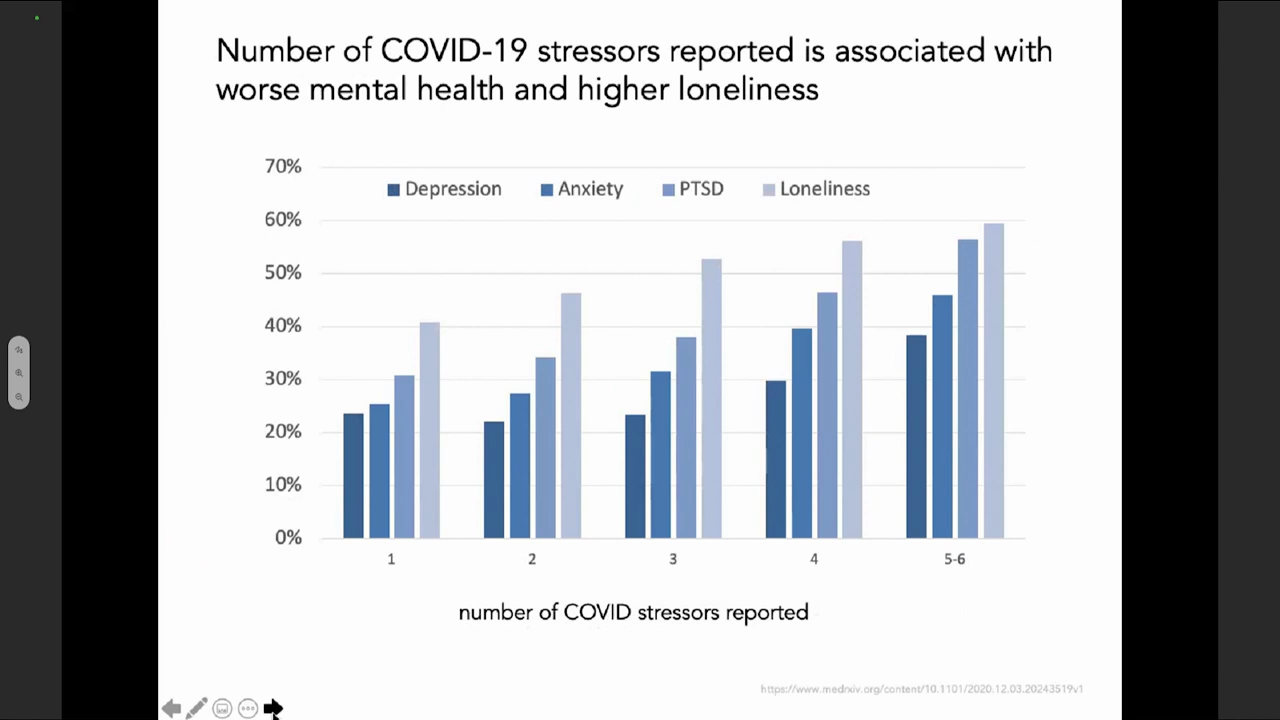 Number of COVID-19 stressors reported is associated with
worse mental health and higher loneliness
70%
Depression Anxiety PTSD Loneliness
60%
50%
40%
30%
20%
10%
0%
1 2 3 4 5-6
number of COVID stressors reported
https://www.medrxiv.org/content/10.1101/2020.12.03.20243519v1